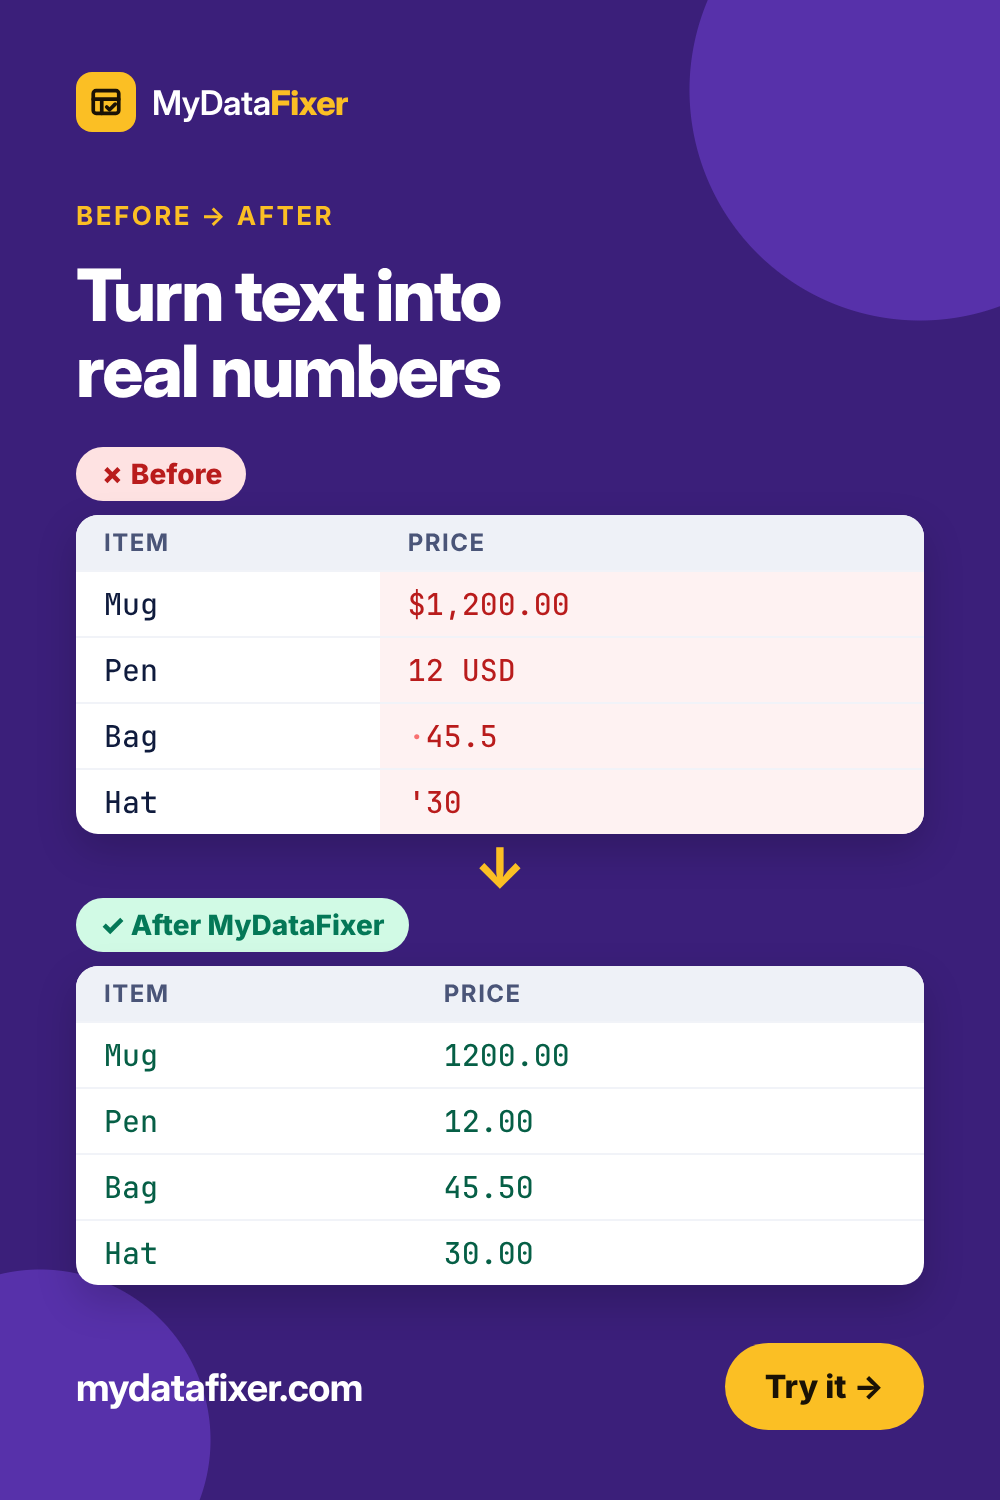 MyDataFixer
BEFORE → AFTER
Turn text into
real numbers
× Before
ITEM PRICE
Mug $1,200.00
Pen 12 USD
Bag ·45.5
Hat '30
↓
✓ After MyDataFixer
ITEM PRICE
Mug 1200.00
Pen 12.00
Bag 45.50
Hat 30.00
mydatafixer.com
Try it →